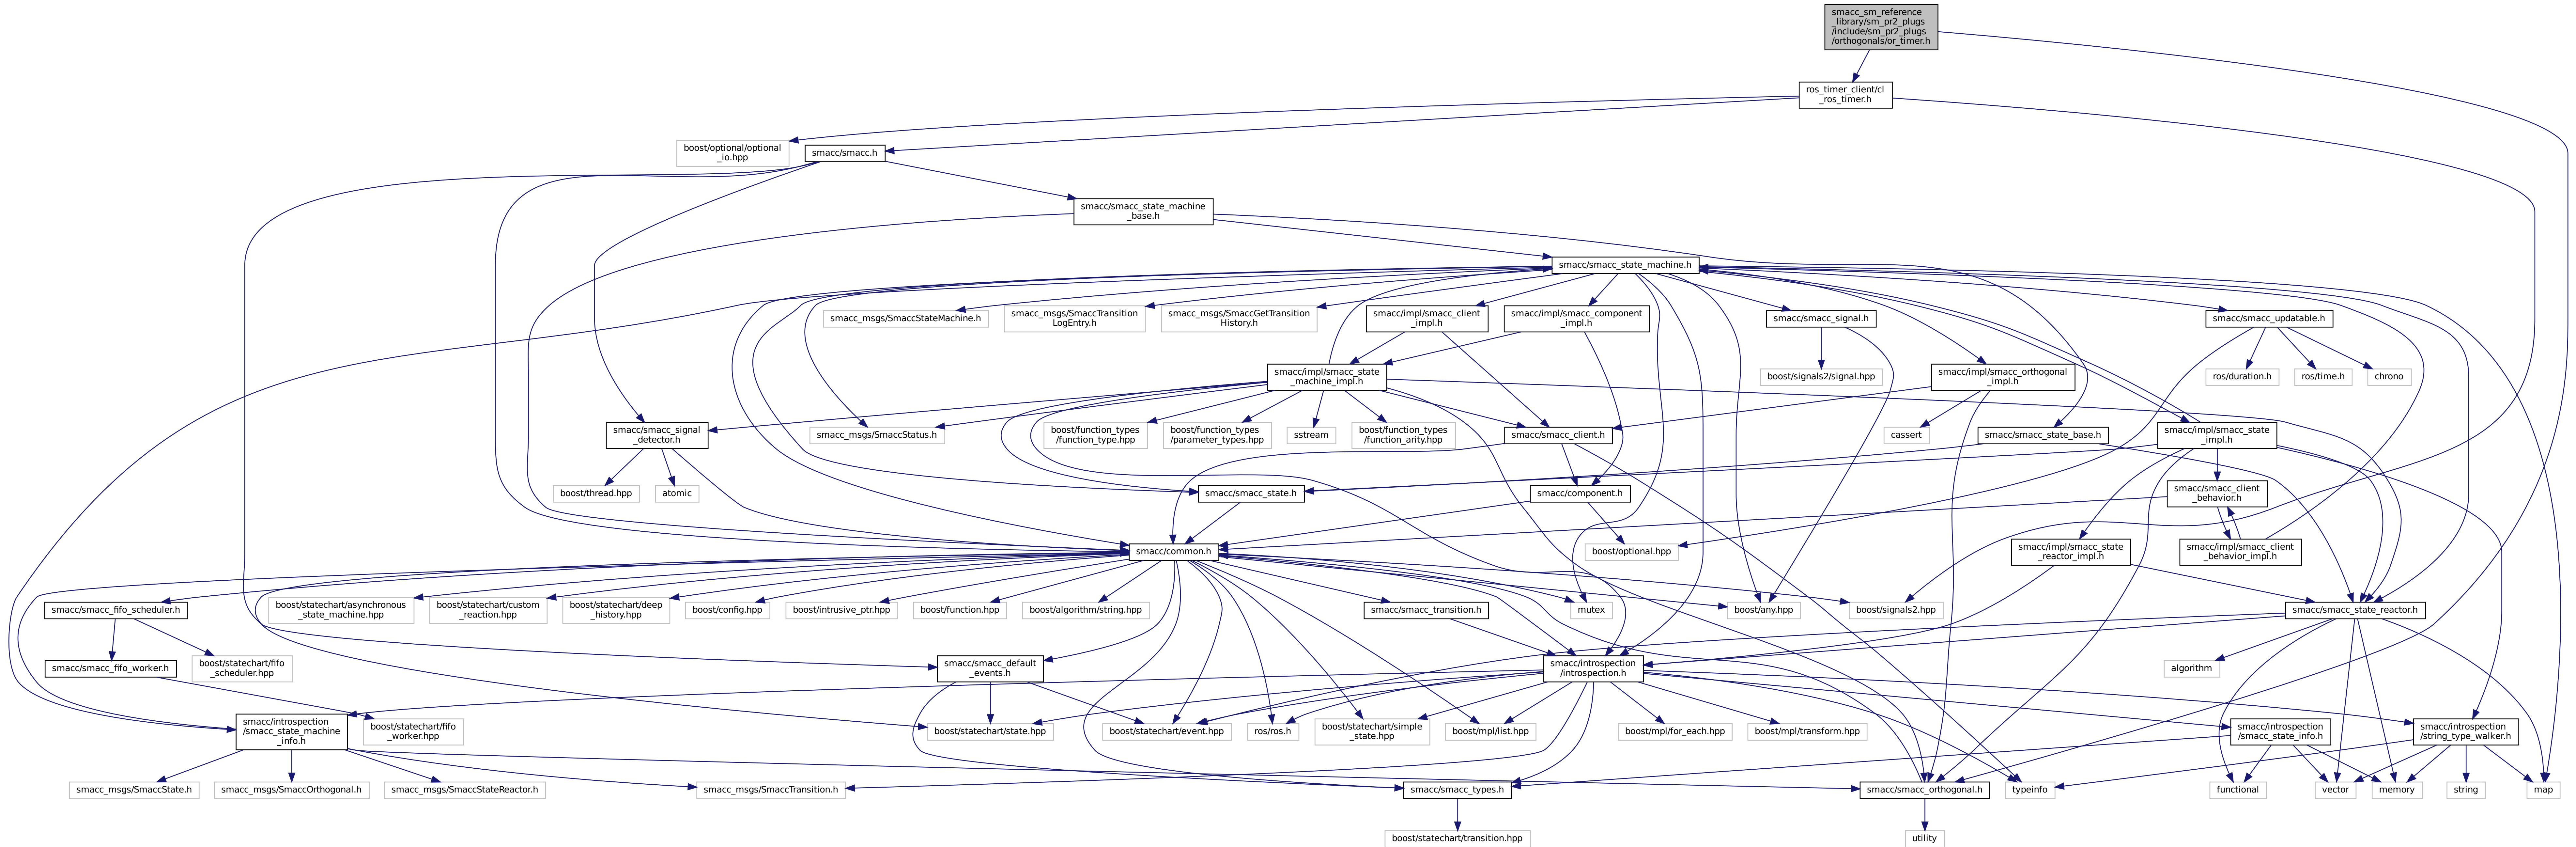 smacc_sm_reference
_library/sm_pr2_plugs
/include/sm_pr2_plugs
/orthogonals/or_timer.h
ros_timer_client/cl
_ros_timer.h
boost/optional/optional
_io.hpp
smacc/smacc.h
smacc/smacc_state_machine
_base.h
smacc/smacc_state_machine.h
smacc_msgs/SmaccStateMachine.h
smacc_msgs/SmaccTransition
LogEntry.h
smacc_msgs/SmaccGetTransition
History.h
smacc/impl/smacc_client
_impl.h
smacc/impl/smacc_component
_impl.h
smacc/smacc_signal.h
smacc/smacc_updatable.h
smacc/impl/smacc_state
_machine_impl.h
boost/signals2/signal.hpp
smacc/impl/smacc_orthogonal
_impl.h
ros/duration.h
ros/time.h
chrono
smacc/smacc_signal
_detector.h
smacc_msgs/SmaccStatus.h
boost/function_types
/function_type.hpp
boost/function_types
/parameter_types.hpp
sstream
boost/function_types
/function_arity.hpp
smacc/smacc_client.h
cassert
smacc/smacc_state_base.h
smacc/impl/smacc_state
_impl.h
boost/thread.hpp
atomic
smacc/smacc_state.h
smacc/component.h
smacc/smacc_client
_behavior.h
smacc/common.h
boost/optional.hpp
smacc/impl/smacc_state
_reactor_impl.h
smacc/impl/smacc_client
_behavior_impl.h
smacc/smacc_fifo_scheduler.h
boost/statechart/asynchronous
_state_machine.hpp
boost/statechart/custom
_reaction.hpp
boost/statechart/deep
_history.hpp
boost/config.hpp
boost/intrusive_ptr.hpp
boost/function.hpp
boost/algorithm/string.hpp
smacc/smacc_transition.h
mutex
boost/any.hpp
boost/signals2.hpp
smacc/smacc_state_reactor.h
smacc/smacc_fifo_worker.h
boost/statechart/fifo
_scheduler.hpp
smacc/smacc_default
_events.h
smacc/introspection
/introspection.h
algorithm
smacc/introspection
/smacc_state_machine
_info.h
boost/statechart/fifo
_worker.hpp
boost/statechart/state.hpp
boost/statechart/event.hpp
ros/ros.h
boost/statechart/simple
_state.hpp
boost/mpl/list.hpp
boost/mpl/for_each.hpp
boost/mpl/transform.hpp
smacc/introspection
/smacc_state_info.h
smacc/introspection
/string_type_walker.h
smacc_msgs/SmaccState.h
smacc_msgs/SmaccOrthogonal.h
smacc_msgs/SmaccStateReactor.h
smacc_msgs/SmaccTransition.h
smacc/smacc_types.h
smacc/smacc_orthogonal.h
typeinfo
functional
vector
memory
string
map
boost/statechart/transition.hpp
utility